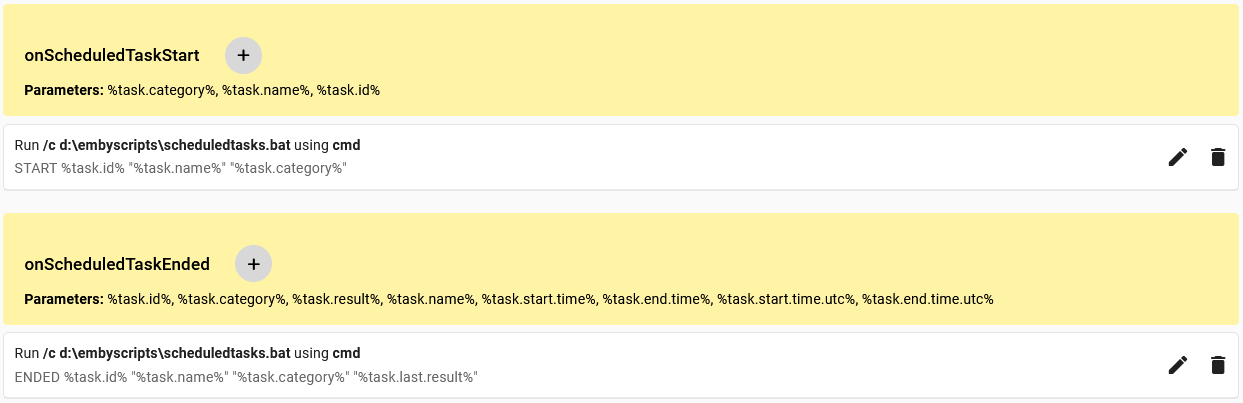 onScheduledTaskStart +
Parameters: %task.category%, %task.name%, %task.id%
Run /c d:\embyscripts\scheduledtasks.bat using cmd
START %task.id% "%task.name%" "%task.category%"
onScheduledTaskEnded +
Parameters: %task.id%, %task.category%, %task.result%, %task.name%, %task.start.time%, %task.end.time%, %task.start.time.utc%, %task.end.time.utc%
Run /c d:\embyscripts\scheduledtasks.bat using cmd
ENDED %task.id% "%task.name%" "%task.category%" "%task.last.result%"